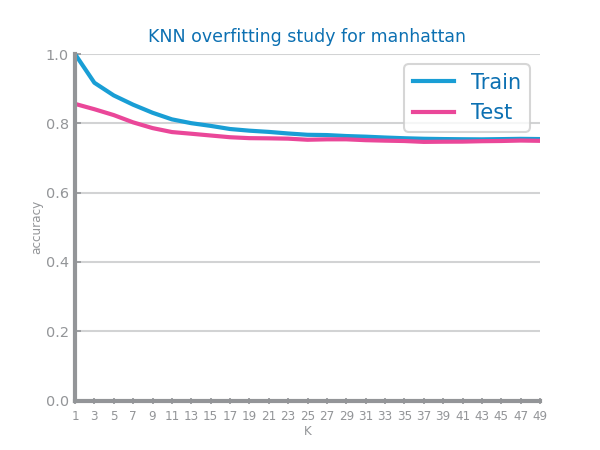 KNN overfitting study for manhattan
1.0
0.8
0.6
0.4
0.2
0.0
accuracy
Train
Test
1 3 5 7 9 11 13 15 17 19 21 23 25 27 29 31 33 35 37 39 41 43 45 47 49
K